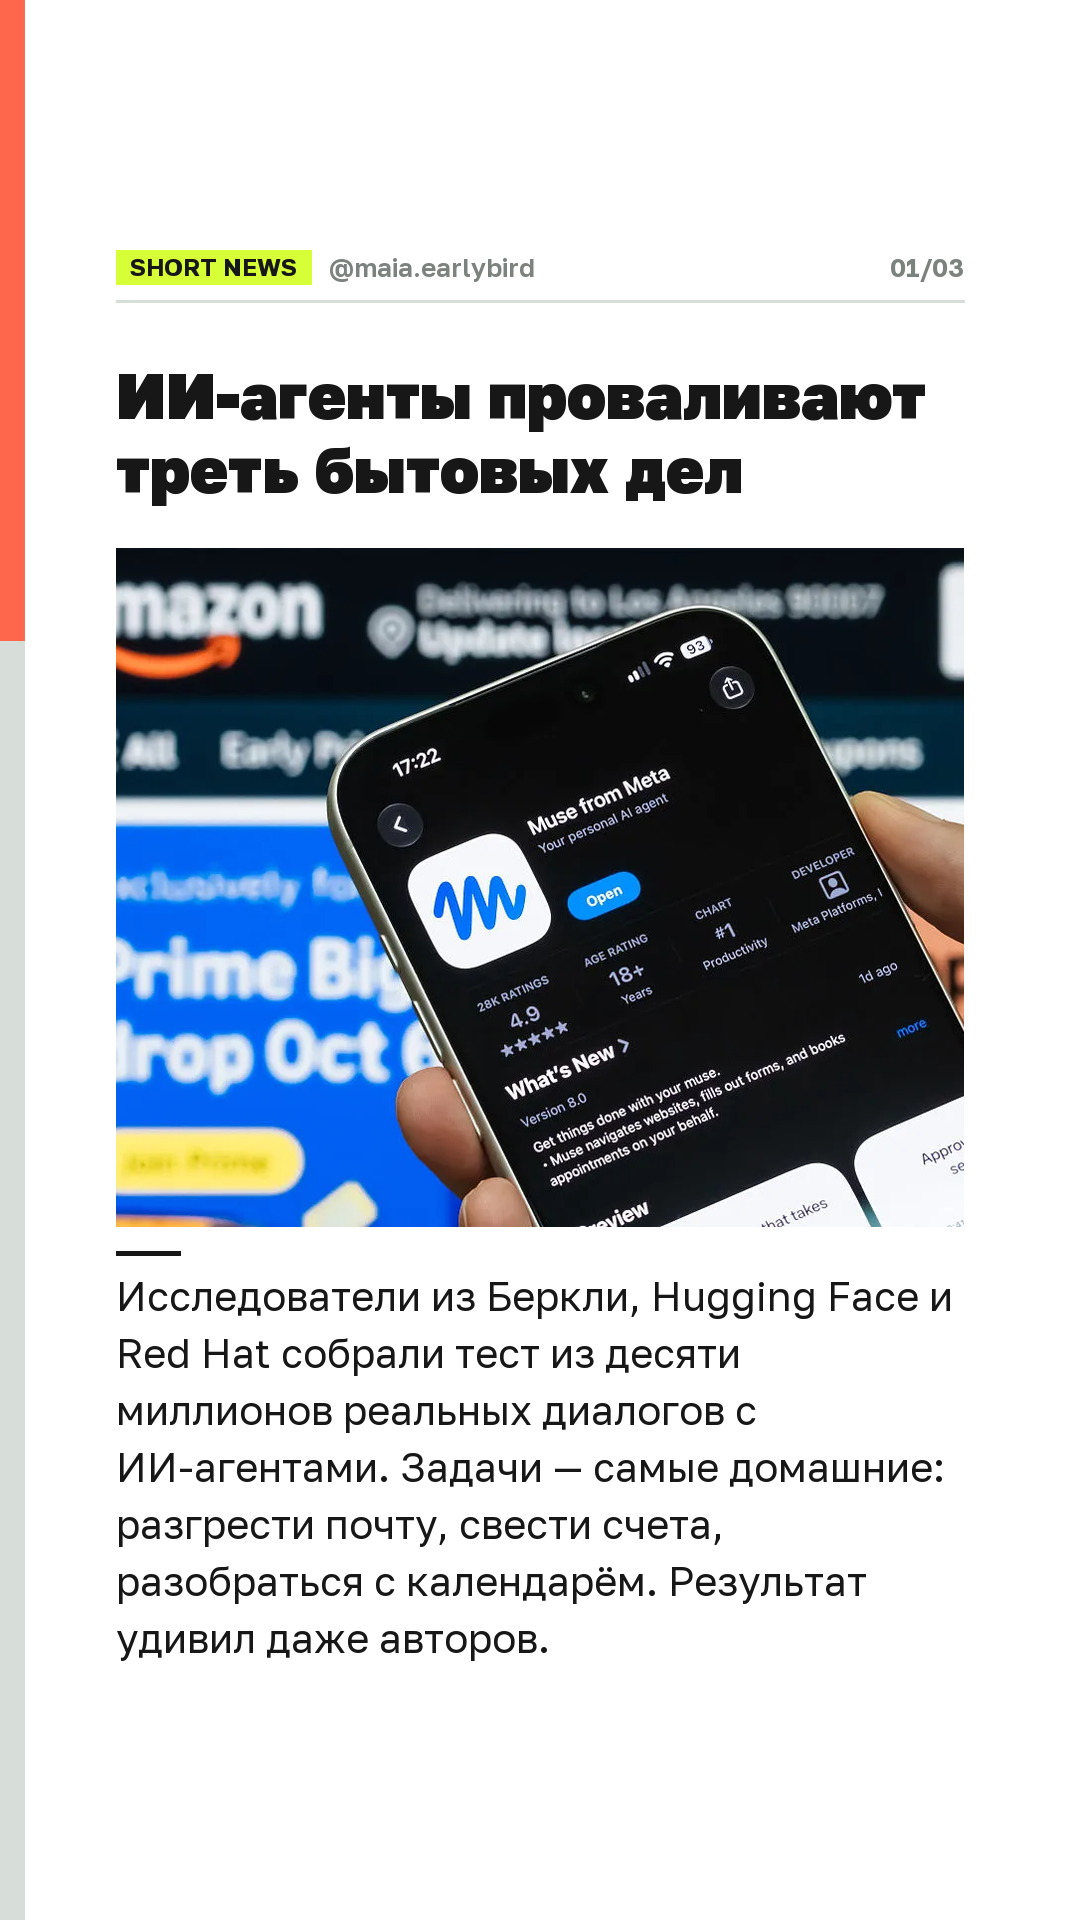 SHORT NEWS @maia.earlybird 01/03
ИИ-агенты проваливают
треть бытовых дел
mazon
Delivering to Los Angeles 90007
Update
All Early
Prime Big
drop Oct 6
Join Prime
17:22
93
Muse from Meta
Your personal AI agent
Open
28K RATINGS
4.9
★★★★★
AGE RATING
18+
Years
CHART
#1
Productivity
DEVELOPER
Meta Platforms,
What's New >
1d ago
Version 8.0
Get things done with your muse.
• Muse navigates websites, fills out forms, and books
appointments on your behalf.
more
that takes
Исследователи из Беркли, Hugging Face и
Red Hat собрали тест из десяти
миллионов реальных диалогов с
ИИ-агентами. Задачи — самые домашние:
разгрести почту, свести счета,
разобраться с календарём. Результат
удивил даже авторов.